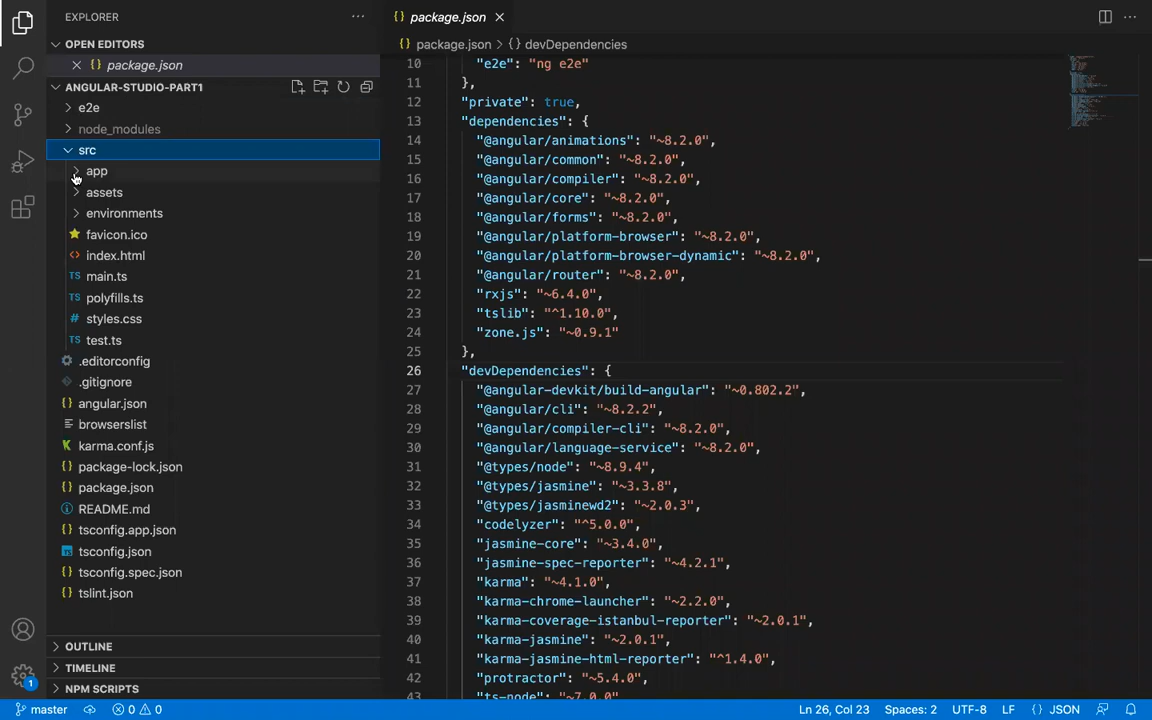 EXPLORER
OPEN EDITORS
{} package.json
ANGULAR-STUDIO-PART1
e2e
node_modules
src
app
assets
environments
favicon.ico
<> index.html
TS main.ts
TS polyfills.ts
# styles.css
TS test.ts
.editorconfig
.gitignore
{} angular.json
browserslist
karma.conf.js
{} package-lock.json
{} package.json
README.md
{} tsconfig.app.json
tsconfig.json
{} tsconfig.spec.json
{} tslint.json
OUTLINE
TIMELINE
NPM SCRIPTS
1
{} package.json
{} package.json > {} devDependencies
10 "e2e": "ng e2e"
11 },
12 "private": true,
13 "dependencies": {
14 "@angular/animations": "~8.2.0",
15 "@angular/common": "~8.2.0",
16 "@angular/compiler": "~8.2.0",
17 "@angular/core": "~8.2.0",
18 "@angular/forms": "~8.2.0",
19 "@angular/platform-browser": "~8.2.0",
20 "@angular/platform-browser-dynamic": "~8.2.0",
21 "@angular/router": "~8.2.0",
22 "rxjs": "~6.4.0",
23 "tslib": "^1.10.0",
24 "zone.js": "~0.9.1"
25 },
26 "devDependencies": {
27 "@angular-devkit/build-angular": "~0.802.2",
28 "@angular/cli": "~8.2.2",
29 "@angular/compiler-cli": "~8.2.0",
30 "@angular/language-service": "~8.2.0",
31 "@types/node": "~8.9.4",
32 "@types/jasmine": "~3.3.8",
33 "@types/jasminewd2": "~2.0.3",
34 "codelyzer": "^5.0.0",
35 "jasmine-core": "~3.4.0",
36 "jasmine-spec-reporter": "~4.2.1",
37 "karma": "~4.1.0",
38 "karma-chrome-launcher": "~2.2.0",
39 "karma-coverage-istanbul-reporter": "~2.0.1",
40 "karma-jasmine": "~2.0.1",
41 "karma-jasmine-html-reporter": "^1.4.0",
42 "protractor": "~5.4.0",
43 "ts-node": "~7.0.0",
master 0 0 Ln 26, Col 23 Spaces: 2 UTF-8 LF {} JSON